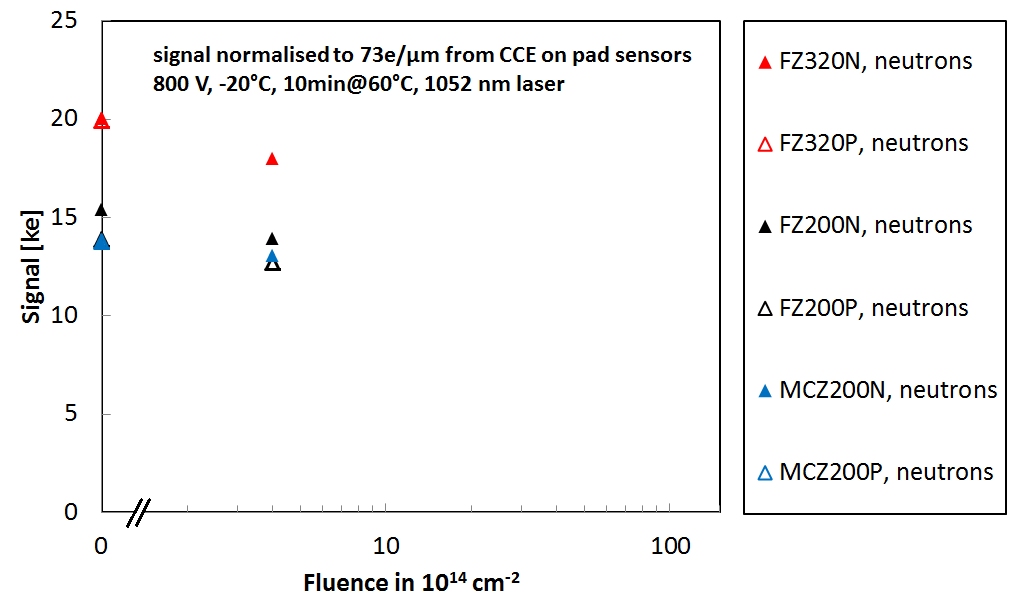 signal normalised to 73e/µm from CCE on pad sensors
800 V, -20°C, 10min@60°C, 1052 nm laser
25
20
15
10
5
0
Signal [ke]
0
10
100
Fluence in 10¹⁴ cm⁻²
FZ320N, neutrons
FZ320P, neutrons
FZ200N, neutrons
FZ200P, neutrons
MCZ200N, neutrons
MCZ200P, neutrons